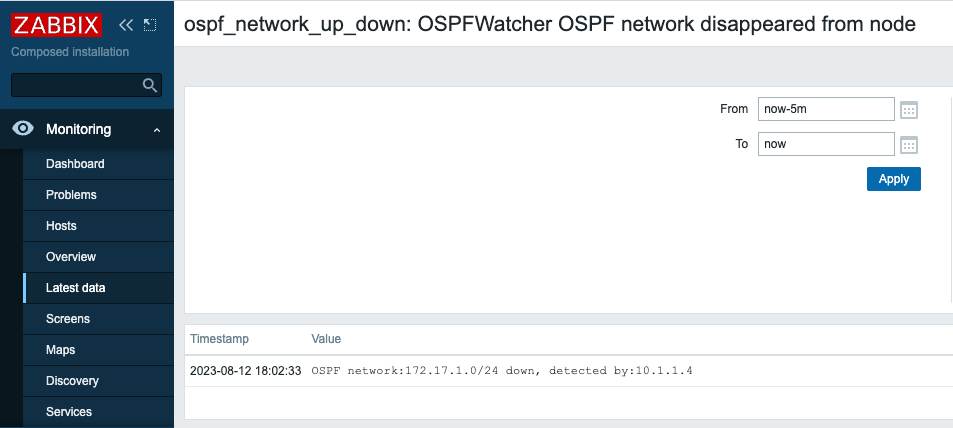 ZABBIX
Composed installation
Monitoring
Dashboard
Problems
Hosts
Overview
Latest data
Screens
Maps
Discovery
Services
ospf_network_up_down: OSPFWatcher OSPF network disappeared from node
From now-5m
To now
Apply
Timestamp Value
2023-08-12 18:02:33 OSPF network:172.17.1.0/24 down, detected by:10.1.1.4